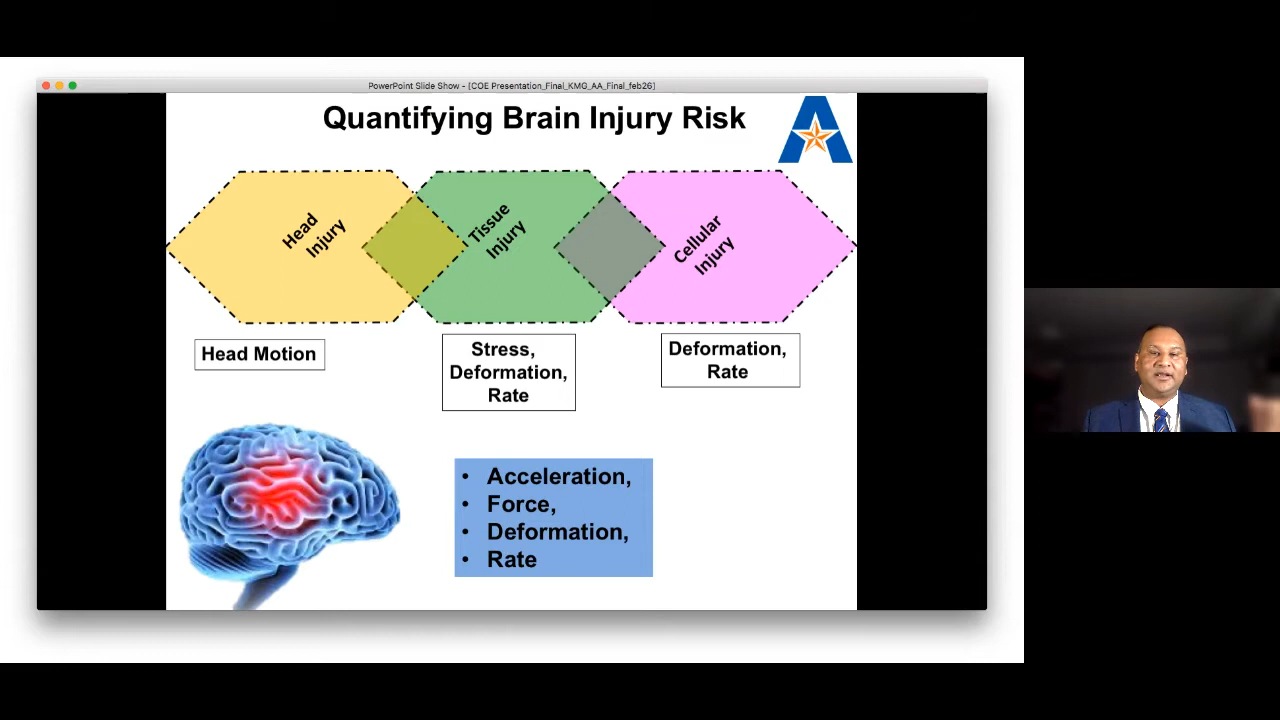 PowerPoint Slide Show - [COE Presentation_Final_KMG_AA_Final_feb26]
Quantifying Brain Injury Risk
Head
Injury
Tissue
Injury
Cellular
Injury
Head Motion
Stress,
Deformation,
Rate
Deformation,
Rate
• Acceleration,
• Force,
• Deformation,
• Rate